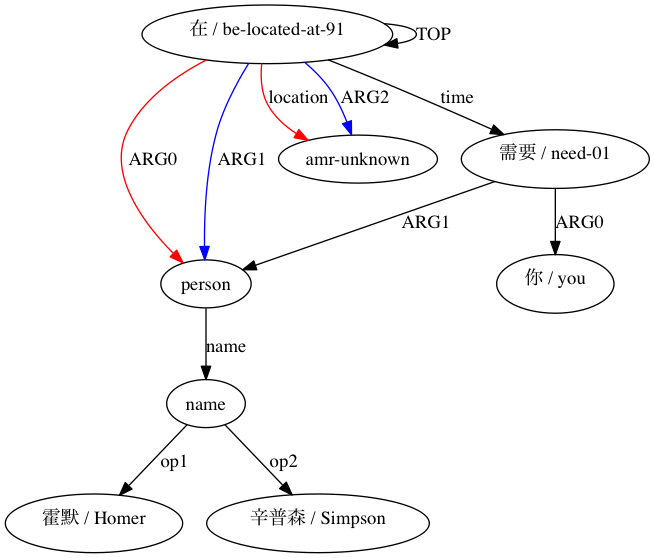 在 / be-located-at-91
TOP
location
ARG2
time
ARG0
ARG1
amr-unknown
需要 / need-01
ARG1
ARG0
person
你 / you
name
name
op1
op2
霍默 / Homer
辛普森 / Simpson